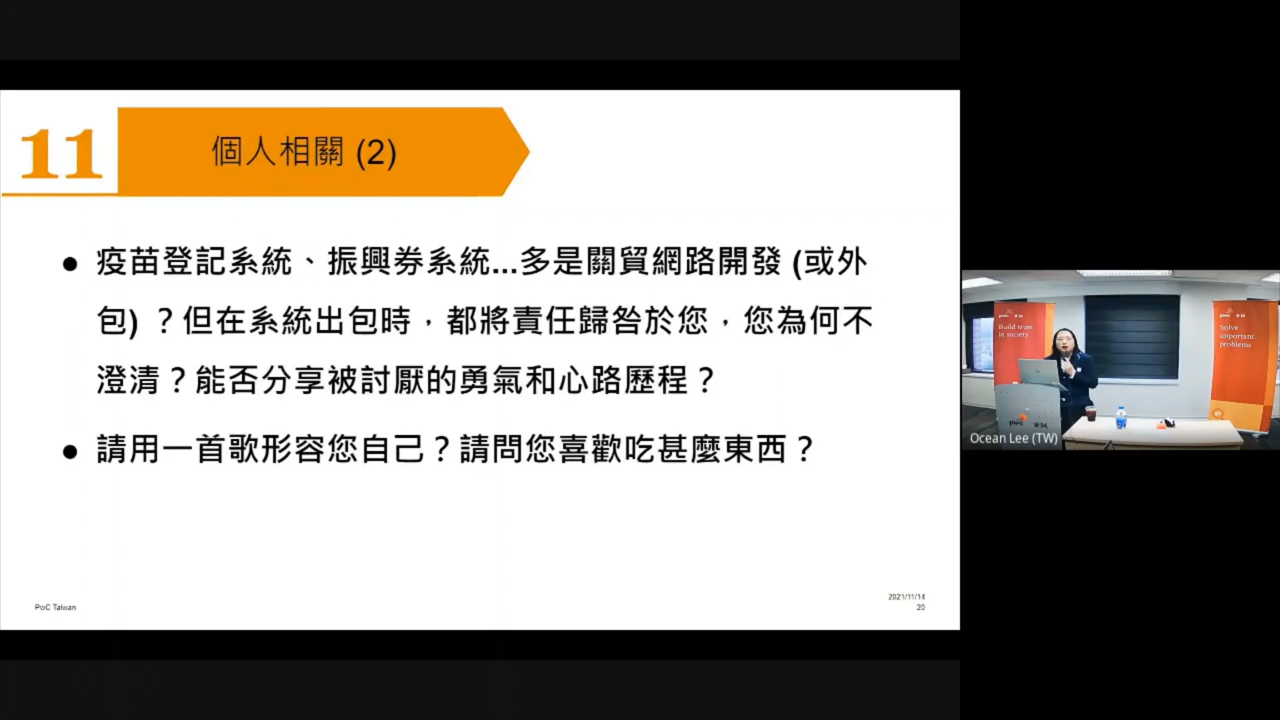 11
個人相關 (2)
● 疫苗登記系統、振興券系統...多是關貿網路開發 (或外
包) ？但在系統出包時，都將責任歸咎於您，您為何不
澄清？能否分享被討厭的勇氣和心路歷程？
● 請用一首歌形容您自己？請問您喜歡吃甚麼東西？
PwC Taiwan
2021/11/14
20
Build trust
in society
Solve
important
problems
pwc
Ocean Lee (TW)